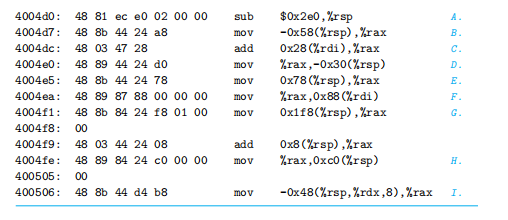 4004d0: 48 81 ec e0 02 00 00 sub $0x2e0,%rsp A.
4004d7: 48 8b 44 24 a8 mov -0x58(%rsp),%rax B.
4004dc: 48 03 47 28 add 0x28(%rdi),%rax C.
4004e0: 48 89 44 24 d0 mov %rax,-0x30(%rsp) D.
4004e5: 48 8b 44 24 78 mov 0x78(%rsp),%rax E.
4004ea: 48 89 87 88 00 00 00 mov %rax,0x88(%rdi) F.
4004f1: 48 8b 84 24 f8 01 00 mov 0x1f8(%rsp),%rax G.
4004f8: 00
4004f9: 48 03 44 24 08 add 0x8(%rsp),%rax
4004fe: 48 89 84 24 c0 00 00 mov %rax,0xc0(%rsp) H.
400505: 00
400506: 48 8b 44 d4 b8 mov -0x48(%rsp,%rdx,8),%rax I.